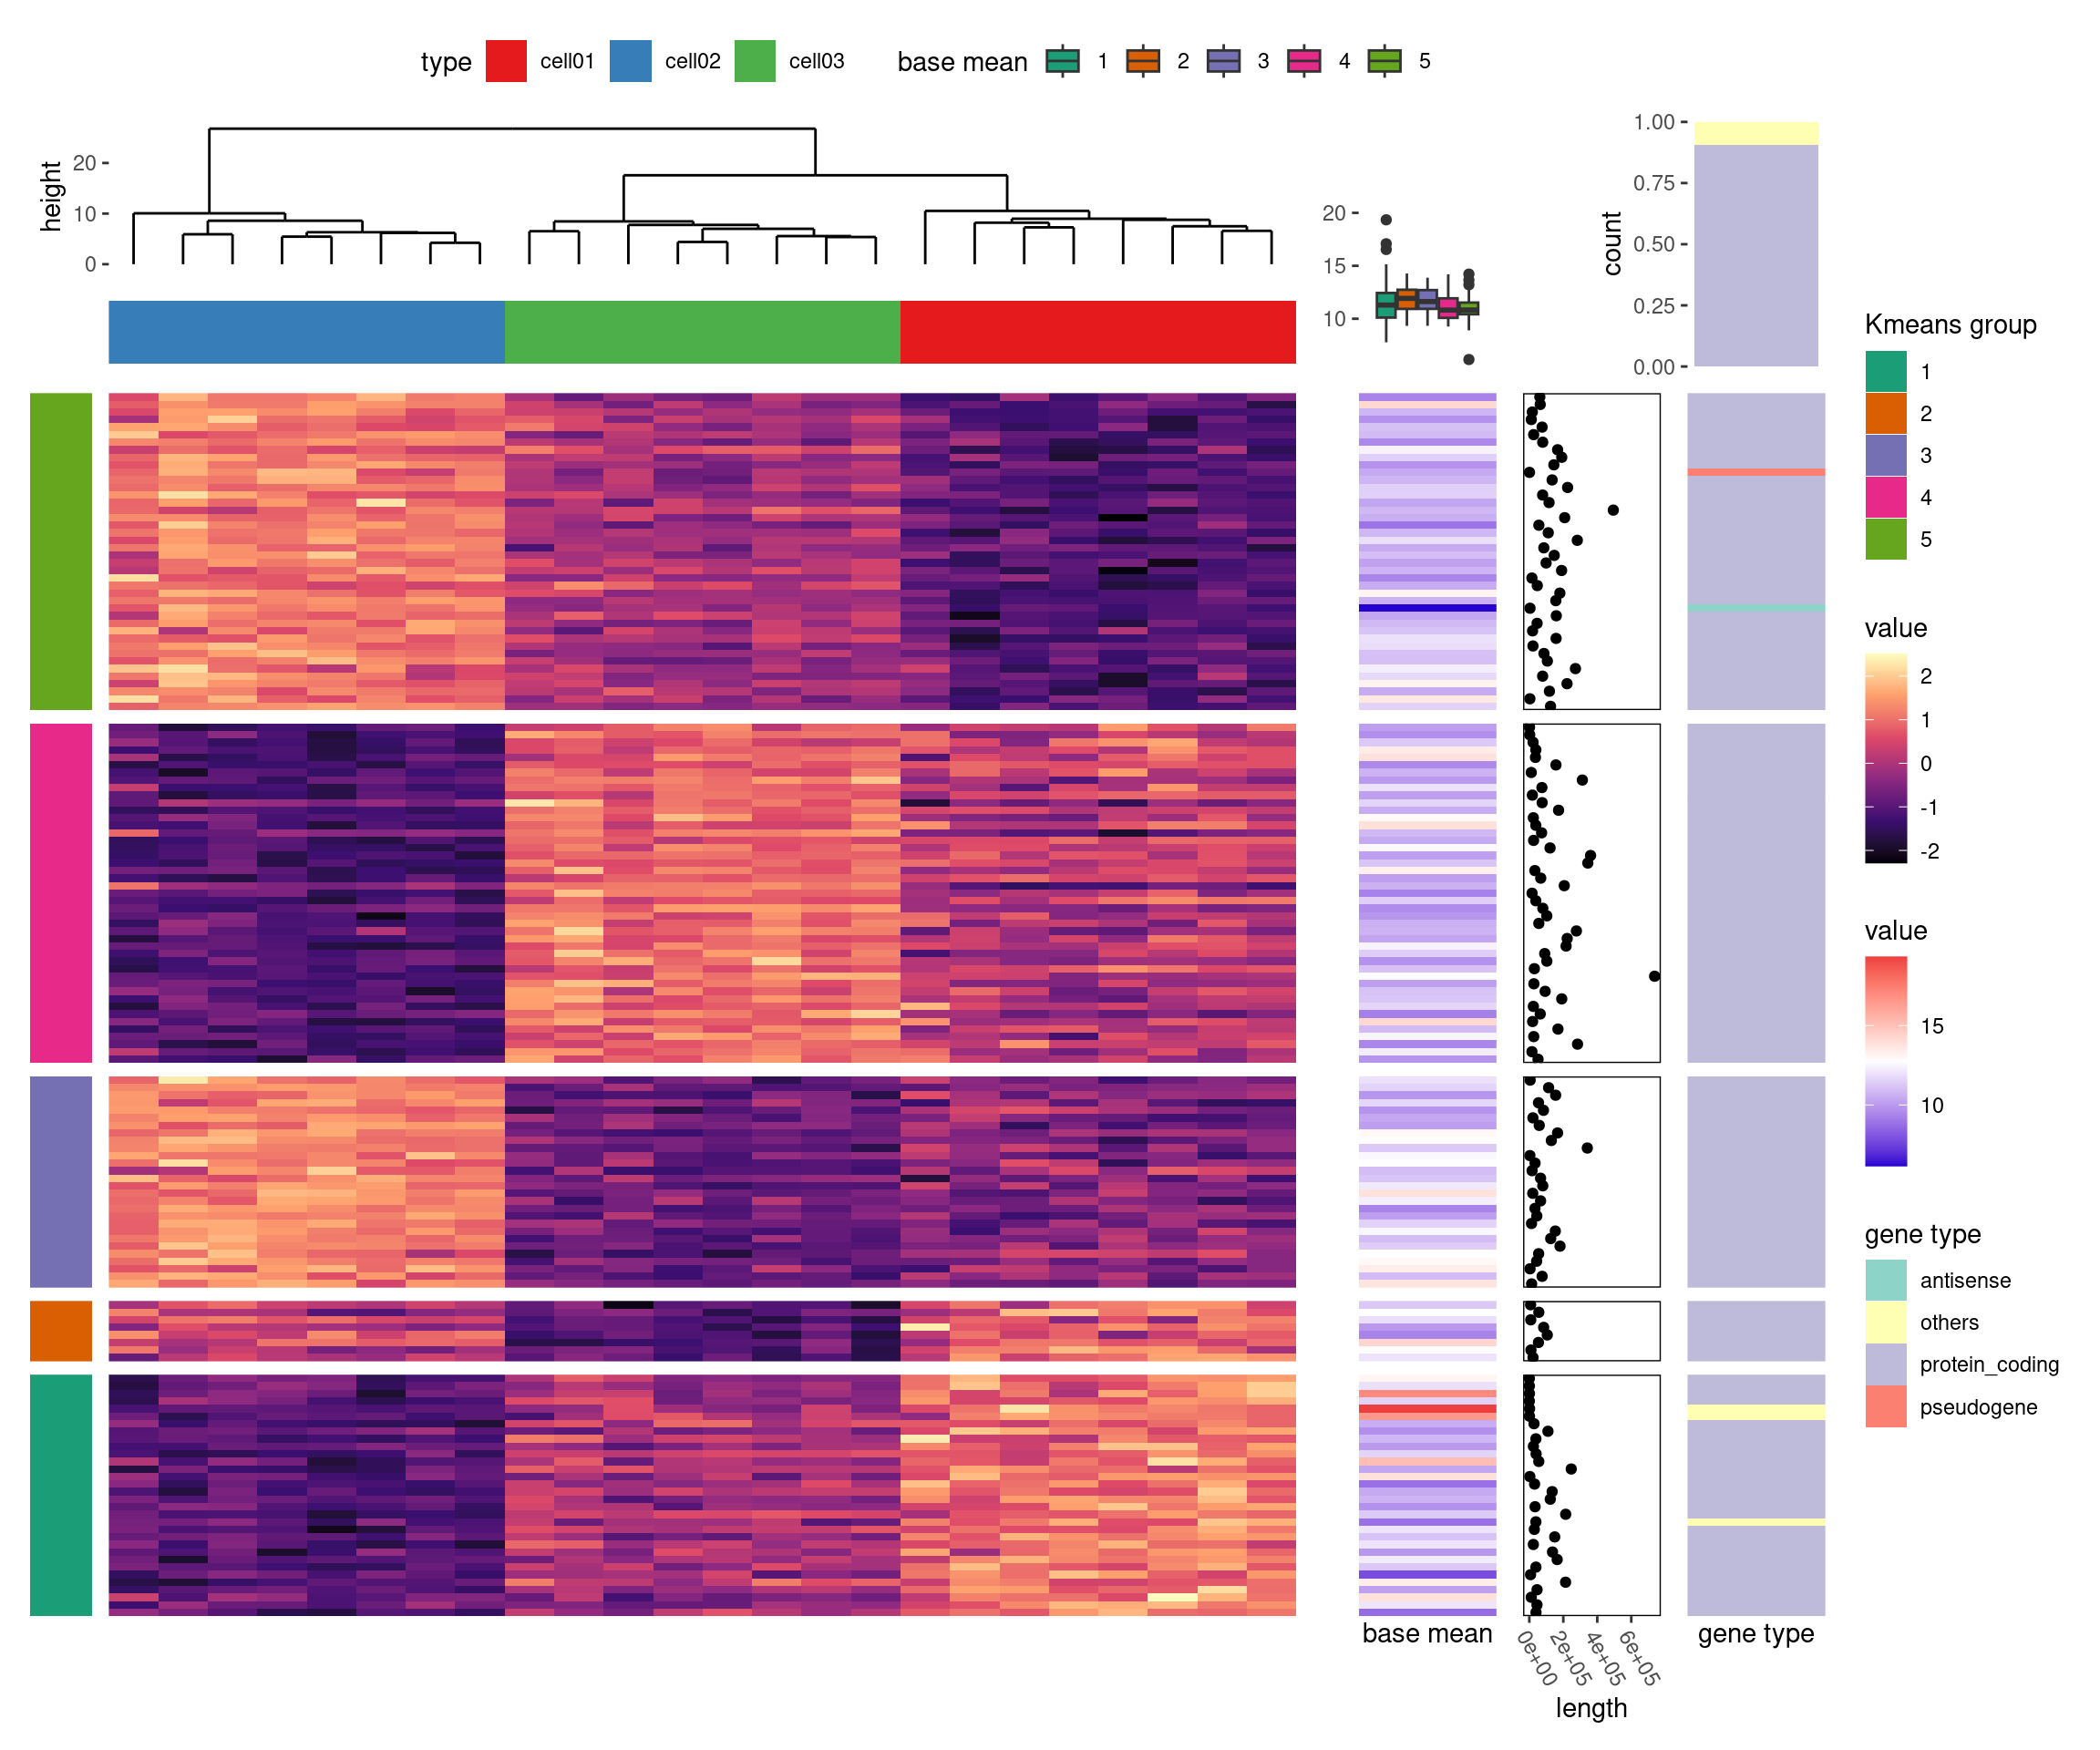 type cell01 cell02 cell03 base mean 1 2 3 4 5
height
20
10
0
20
15
10
count
1.00
0.75
0.50
0.25
0.00
Kmeans group
1
2
3
4
5
value
2
1
0
-1
-2
value
15
10
gene type
antisense
others
protein_coding
pseudogene
base mean
0e+00 2e+05 4e+05 6e+05
length
gene type